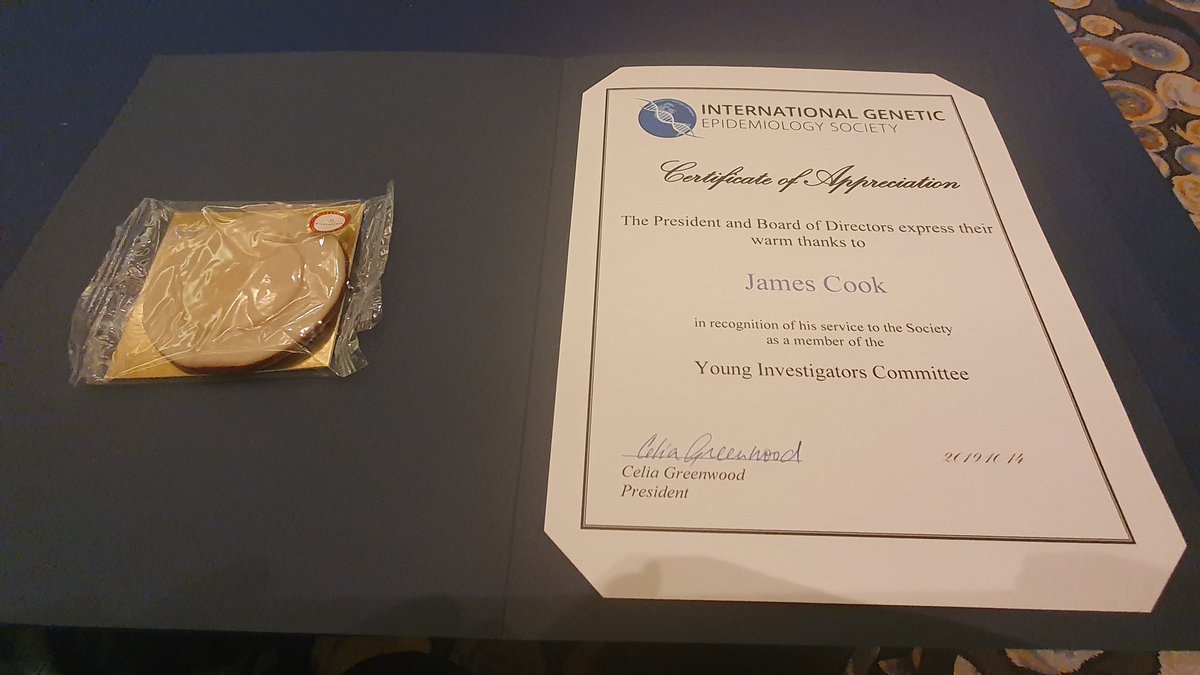 INTERNATIONAL GENETIC
EPIDEMIOLOGY SOCIETY
Certificate of Appreciation
The President and Board of Directors express their
warm thanks to
James Cook
in recognition of his service to the Society
as a member of the
Young Investigators Committee
Celia Greenwood
Celia Greenwood
President
2019 10 14